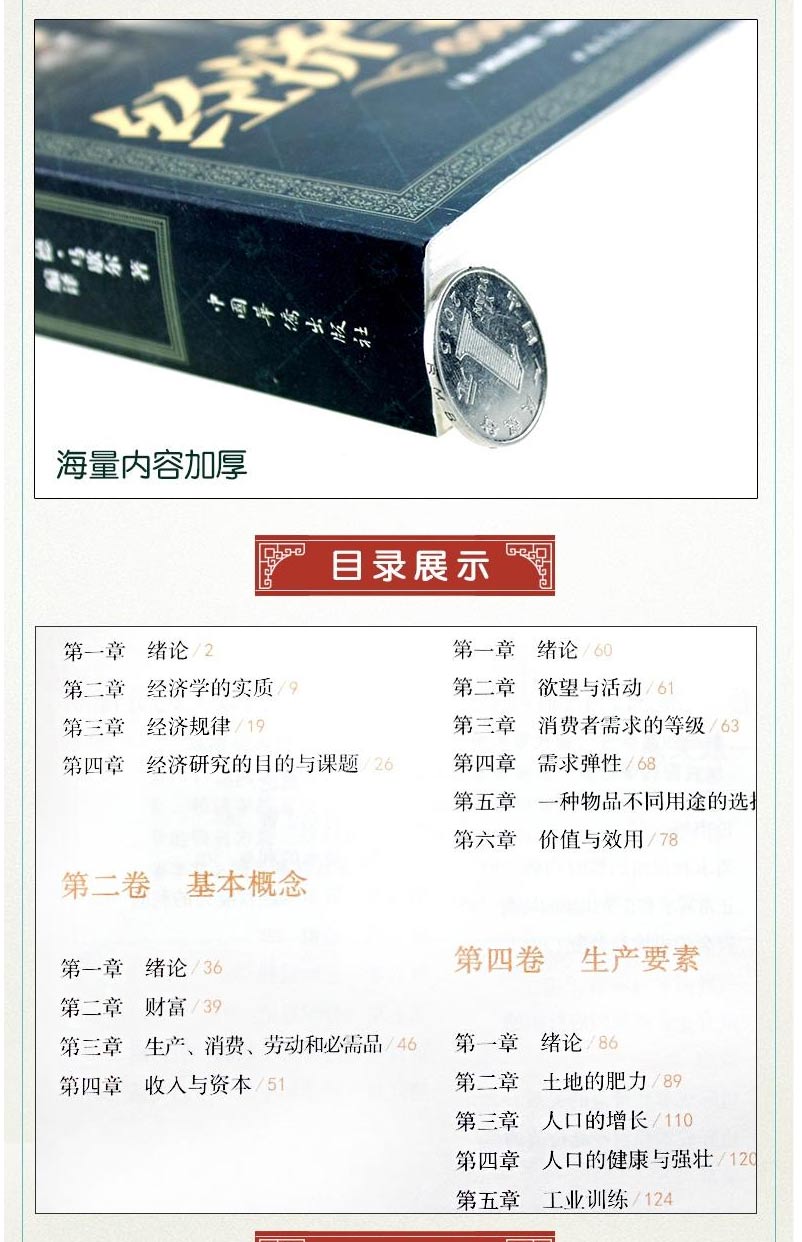 经济
中国华侨出版社
2015
1
海量内容加厚
目录展示
第一章 绪论/2
第二章 经济学的实质/9
第三章 经济规律/19
第四章 经济研究的目的与课题/26
第二卷 基本概念
第一章 绪论/36
第二章 财富/39
第三章 生产、消费、劳动和必需品/46
第四章 收入与资本/51
第一章 绪论/60
第二章 欲望与活动/61
第三章 消费者需求的等级/63
第四章 需求弹性/68
第五章 一种物品不同用途的选
第六章 价值与效用/78
第四卷 生产要素
第一章 绪论/86
第二章 土地的肥力/89
第三章 人口的增长/110
第四章 人口的健康与强壮/120
第五章 工业训练/124